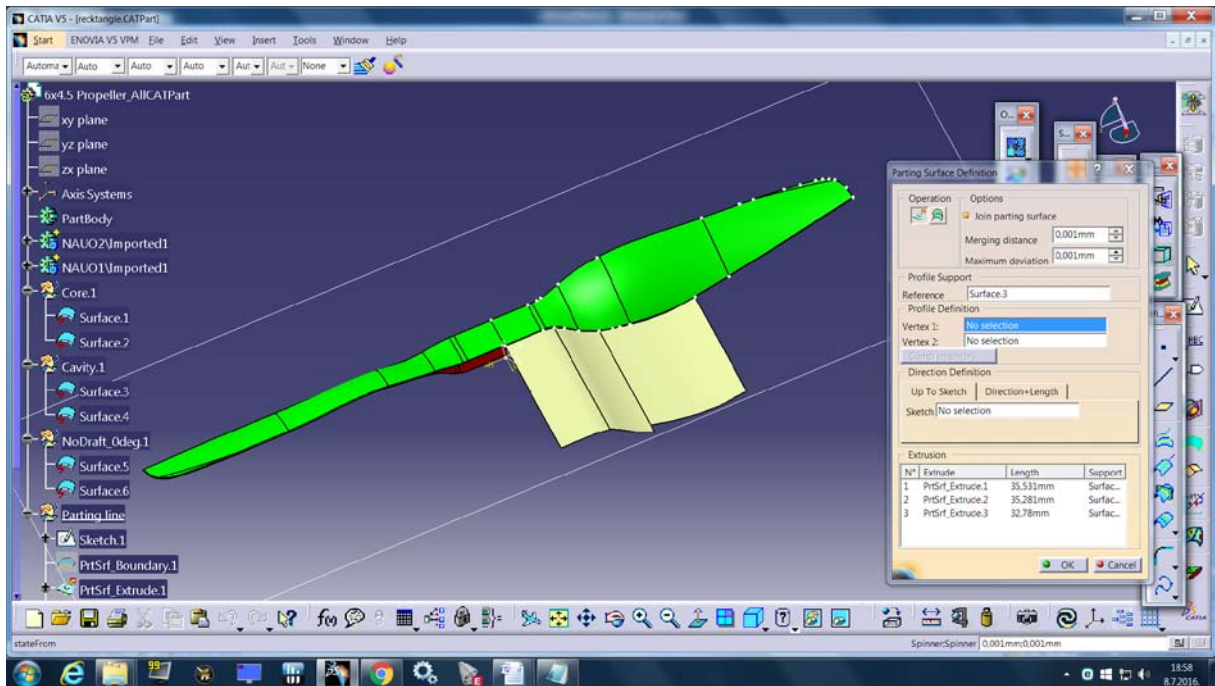 CATIA V5 - [recktangle.CATPart]
Start ENOVIA V5 VPM File Edit View Insert Tools Window Help
Automa Auto Auto Auto Aut Aut None
6x4.5 Propeller_AllCATPart
xy plane
yz plane
zx plane
Axis Systems
PartBody
NAUO2\Imported1
NAUO1\Imported1
Core.1
Surface.1
Surface.2
Cavity.1
Surface.3
Surface.4
NoDraft_0deg.1
Surface.5
Surface.6
Parting line
Sketch.1
PrtSrf_Boundary.1
PrtSrf_Extrude.1
O...
S...
Parting Surface Definition
Operation Options
Join parting surface
Merging distance 0,001mm
Maximum deviation 0,001mm
Profile Support
Reference Surface.3
Profile Definition
Vertex 1: No selection
Vertex 2: No selection
Direction Definition
Up To Sketch Direction+Length
Sketch No selection
Extrusion
N° Extrude Length Support
1 PrtSrf_Extrude.1 35,531mm Surfac...
2 PrtSrf_Extrude.2 35,281mm Surfac...
3 PrtSrf_Extrude.3 32,78mm Surfac...
OK Cancel
f(x)
CATIA
stateFrom Spinner;Spinner 0,001mm;0,001mm
99
18:58
8.7.2016.